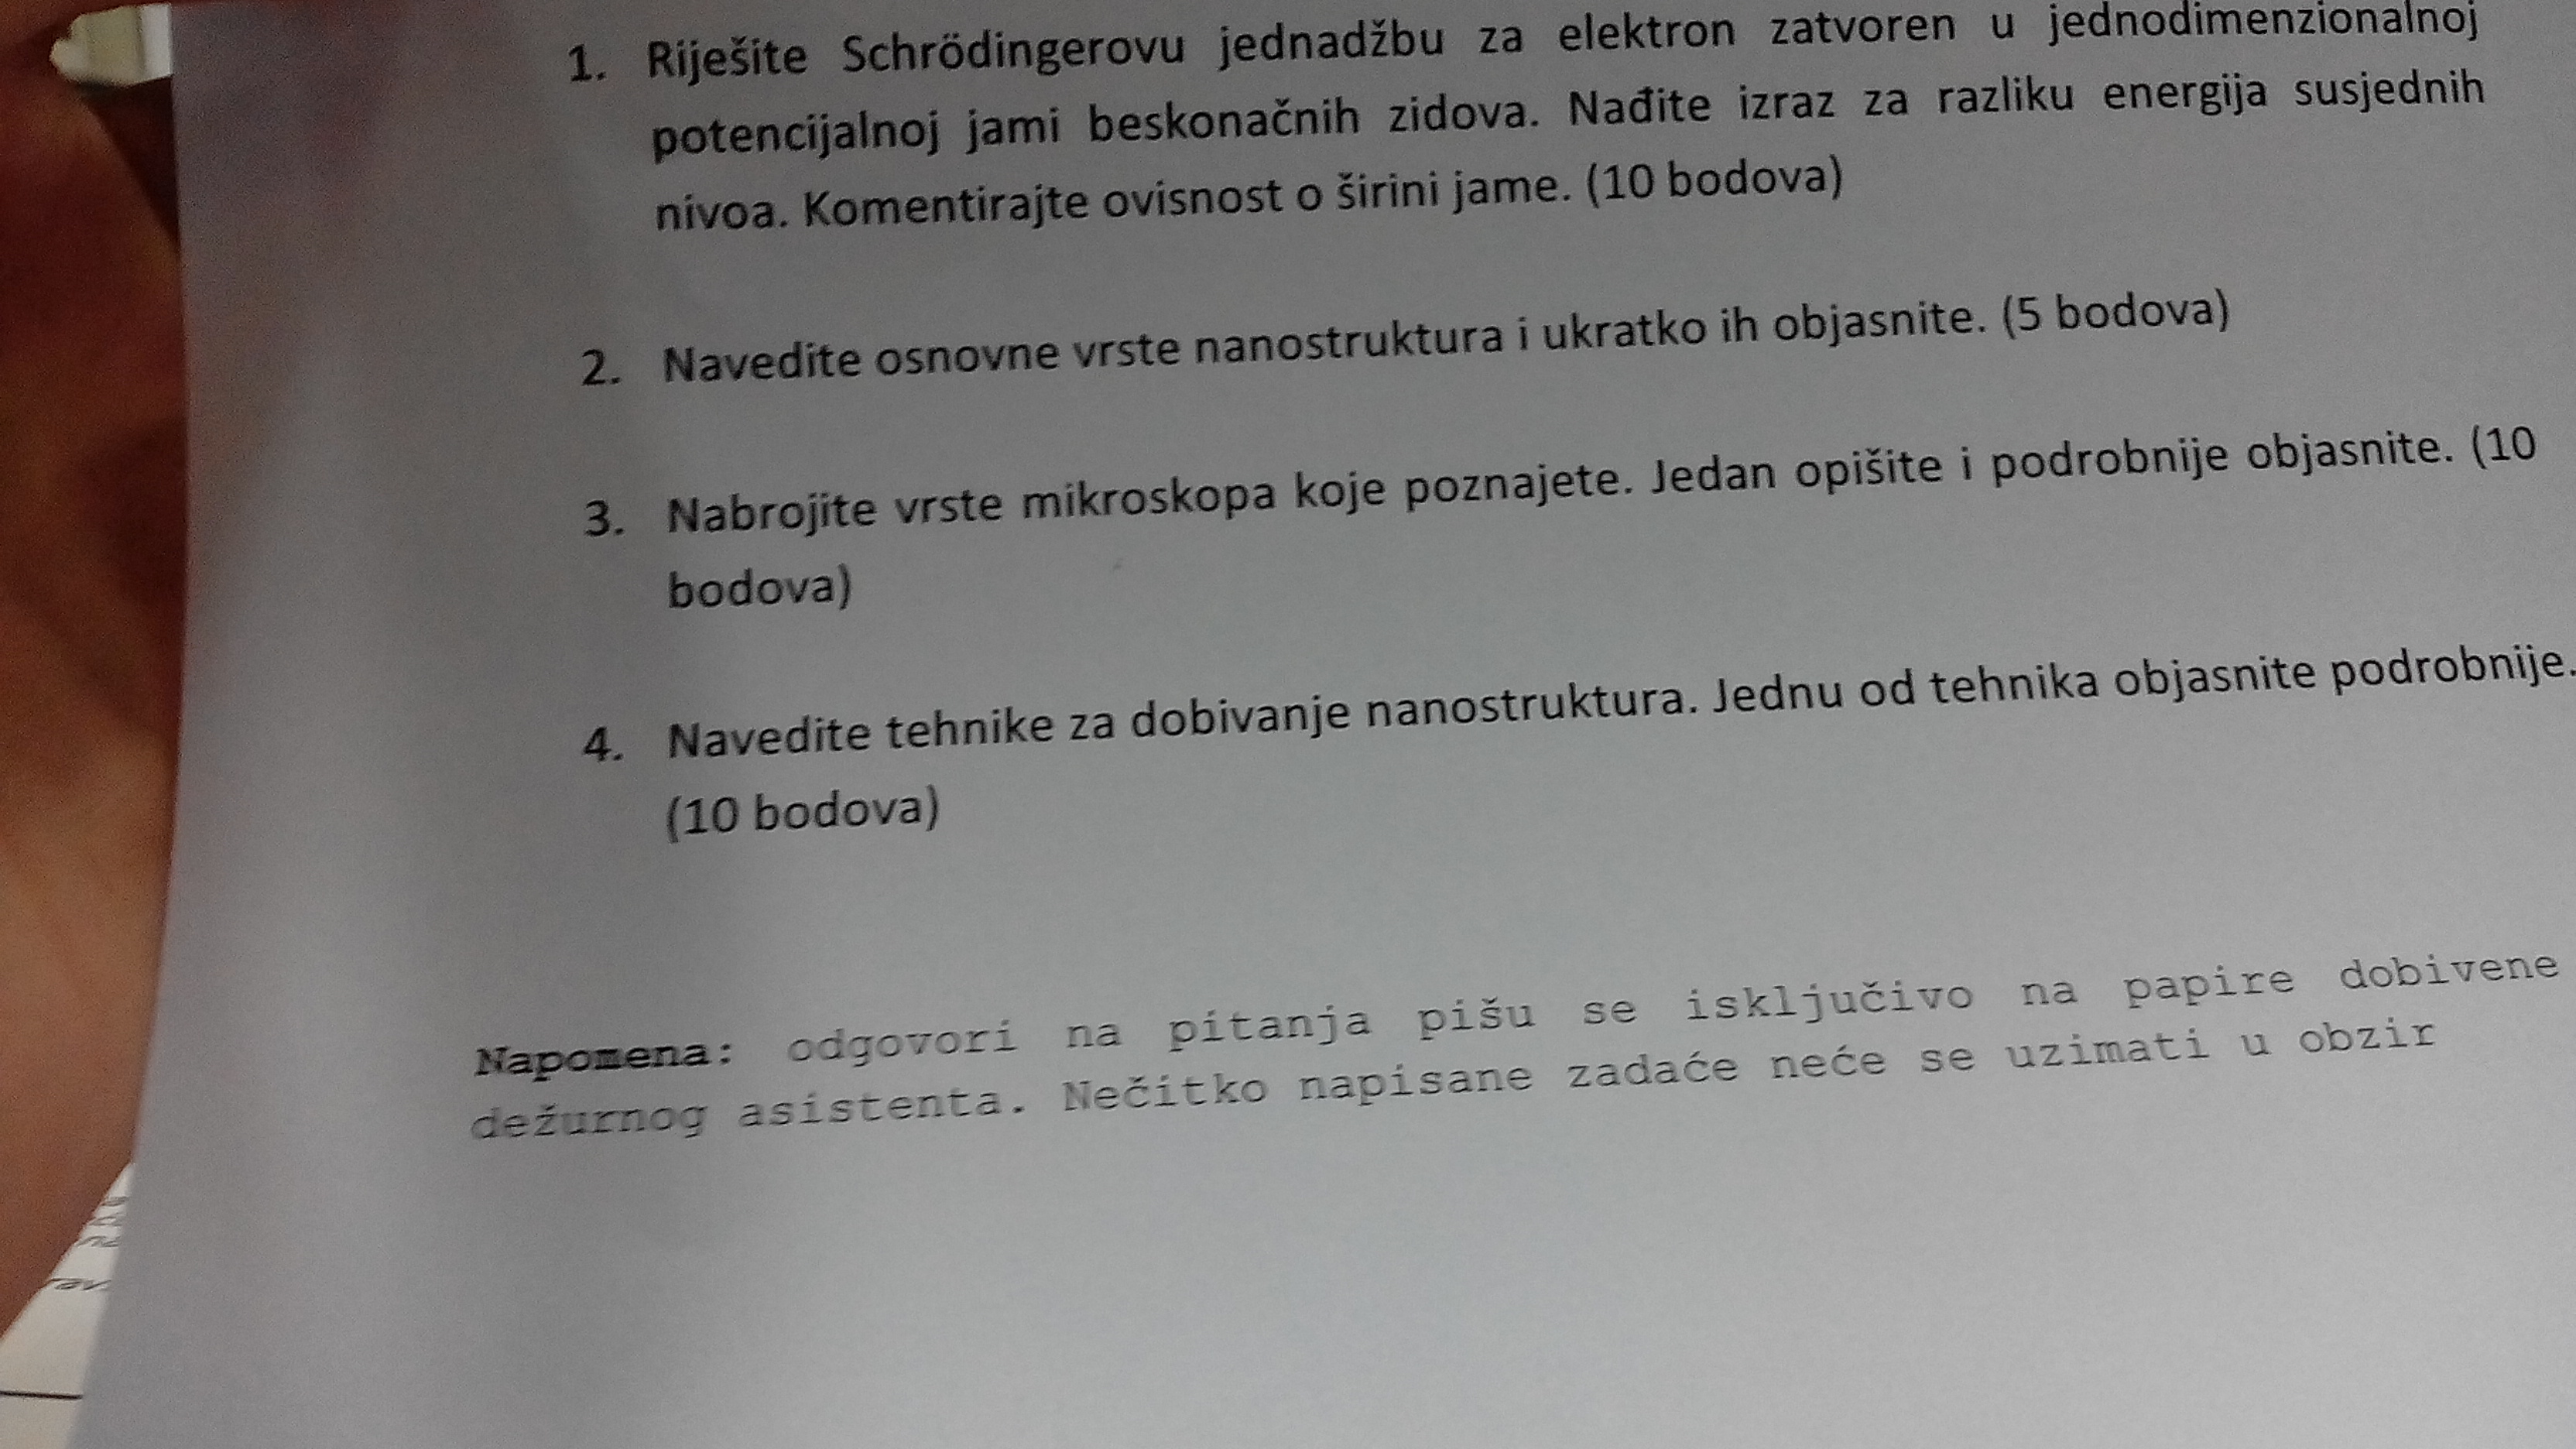 1. Riješite Schrödingerovu jednadžbu za elektron zatvoren u jednodimenzionalnoj
potencijalnoj jami beskonačnih zidova. Nađite izraz za razliku energija susjednih
nivoa. Komentirajte ovisnost o širini jame. (10 bodova)
2. Navedite osnovne vrste nanostruktura i ukratko ih objasnite. (5 bodova)
3. Nabrojite vrste mikroskopa koje poznajete. Jedan opišite i podrobnije objasnite. (10
bodova)
4. Navedite tehnike za dobivanje nanostruktura. Jednu od tehnika objasnite podrobnije.
(10 bodova)
Napomena: odgovori na pitanja pišu se isključivo na papire dobivene
dežurnog asistenta. Nečitko napisane zadaće neće se uzimati u obzir